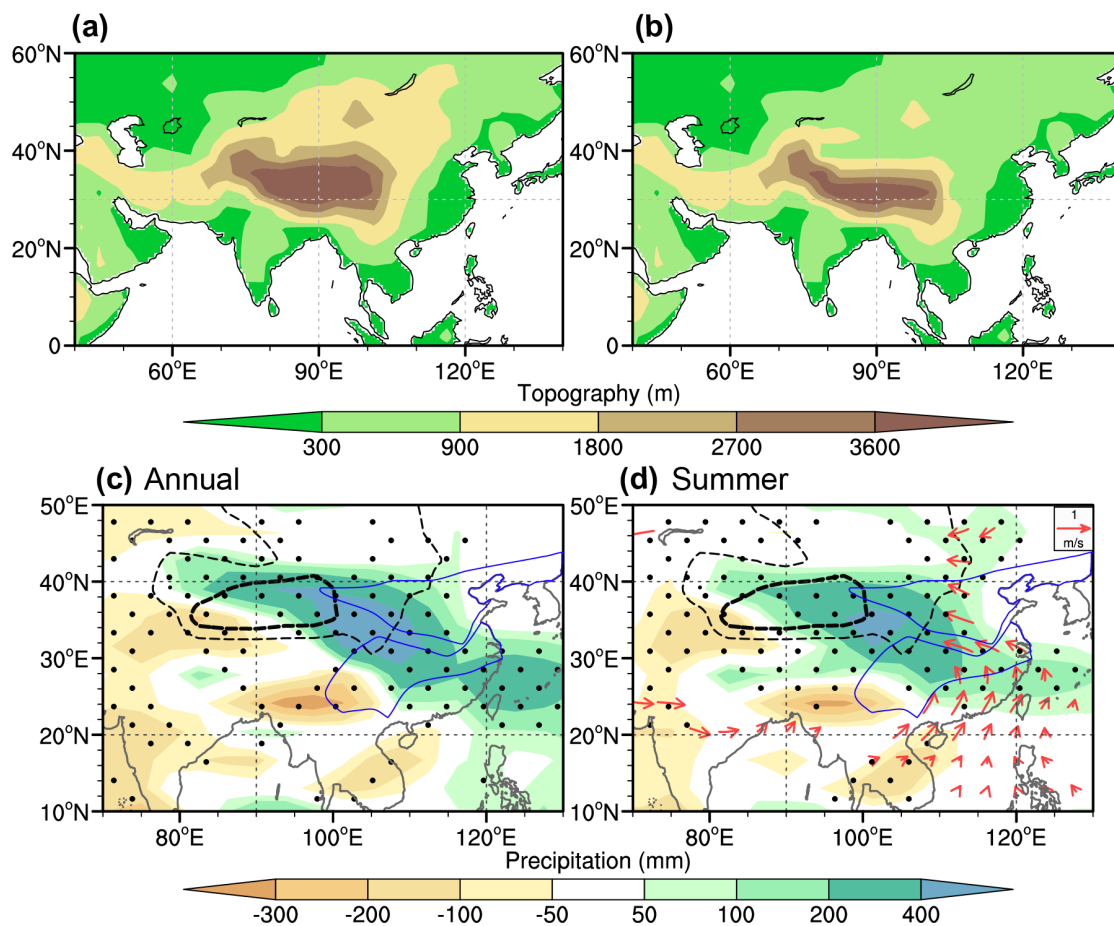 (a)
(b)
60°N
40°N
20°N
0
60°E
90°E
120°E
60°N
40°N
20°N
0
60°E
90°E
120°E
Topography (m)
300
900
1800
2700
3600
(c) Annual
(d) Summer
50°E
40°N
30°N
20°N
10°N
80°E
100°E
120°E
50°E
40°N
30°N
20°N
10°N
80°E
100°E
120°E
1
m/s
Precipitation (mm)
-300
-200
-100
-50
50
100
200
400